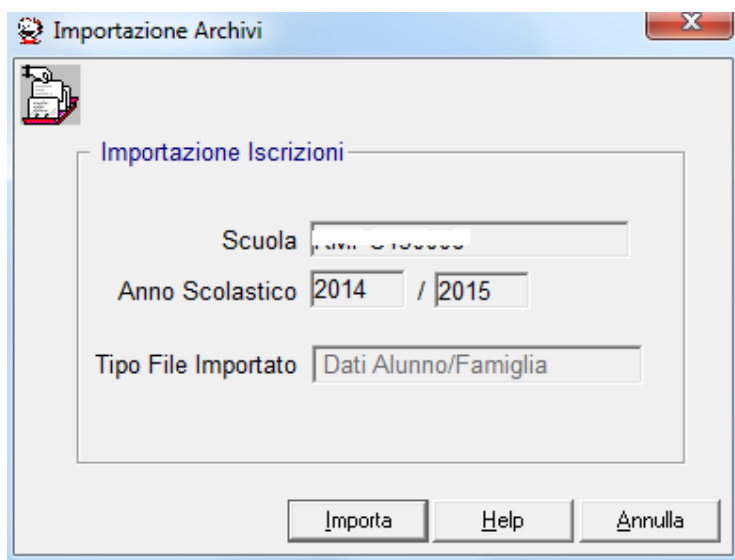 Importazione Archivi
Importazione Iscrizioni
Scuola
Anno Scolastico 2014 / 2015
Tipo File Importato Dati Alunno/Famiglia
Importa Help Annulla